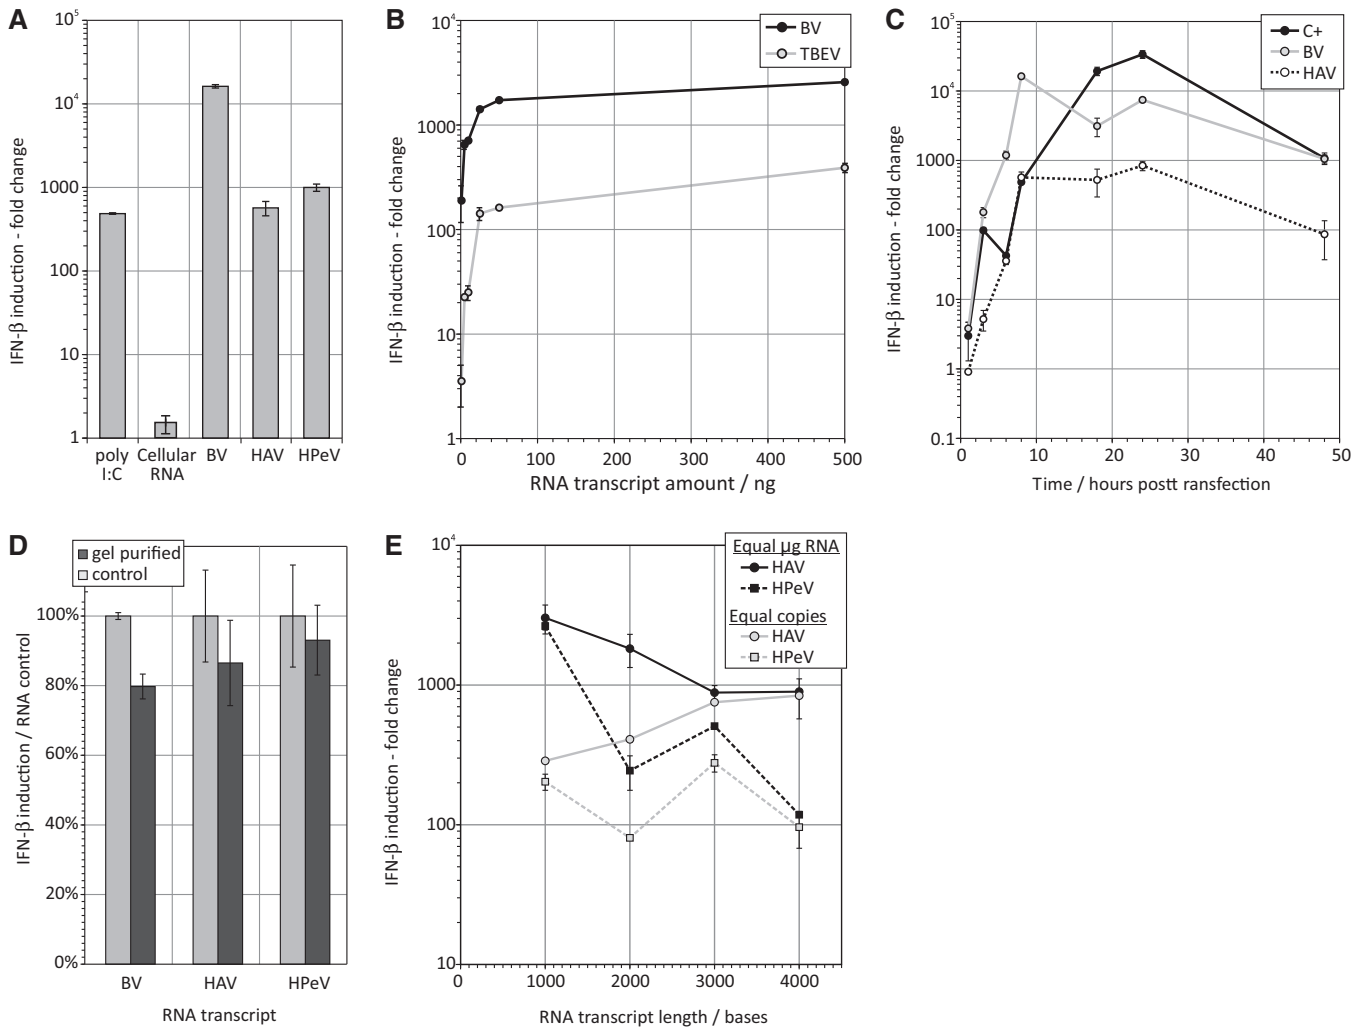 A
IFN-β induction - fold change
10⁵
10⁴
1000
100
10
1
poly I:C
Cellular RNA
BV
HAV
HPeV
B
IFN-β induction - fold change
10⁴
1000
100
10
1
0 100 200 300 400 500
RNA transcript amount / ng
BV
TBEV
C
IFN-β induction - fold change
10⁵
10⁴
1000
100
10
1
0.1
0 10 20 30 40 50
Time / hours postt ransfection
C+
BV
HAV
D
gel purified
control
IFN-β induction / RNA control
100%
80%
60%
40%
20%
0%
BV HAV HPeV
RNA transcript
E
IFN-β induction - fold change
10⁴
1000
100
10
0 1000 2000 3000 4000
RNA transcript length / bases
Equal µg RNA
HAV
HPeV
Equal copies
HAV
HPeV